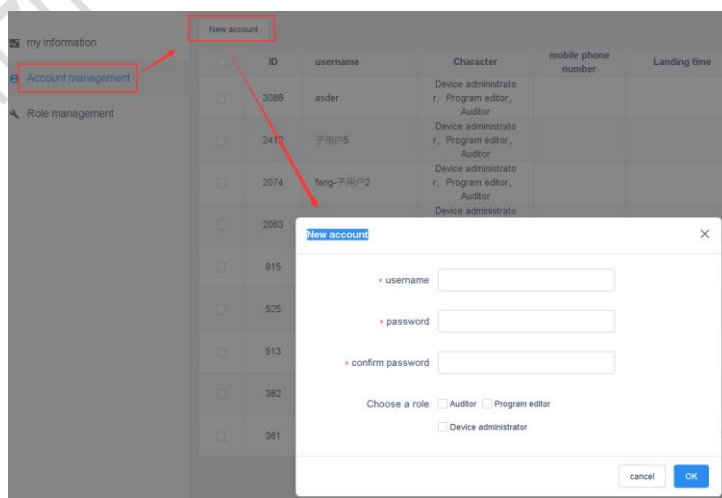 New account
my information
Account management
Role management
ID username Character mobile phone number Landing time
3088 asder Device administrato
r, Program editor,
Auditor
2412 子用户5 Device administrato
r, Program editor,
Auditor
2074 fang-子用户2 Device administrato
r, Program editor,
Auditor
2063 Device administrato
815
525
513
382
361
New account
* username
* password
* confirm password
Choose a role Auditor Program editor
Device administrator
cancel OK